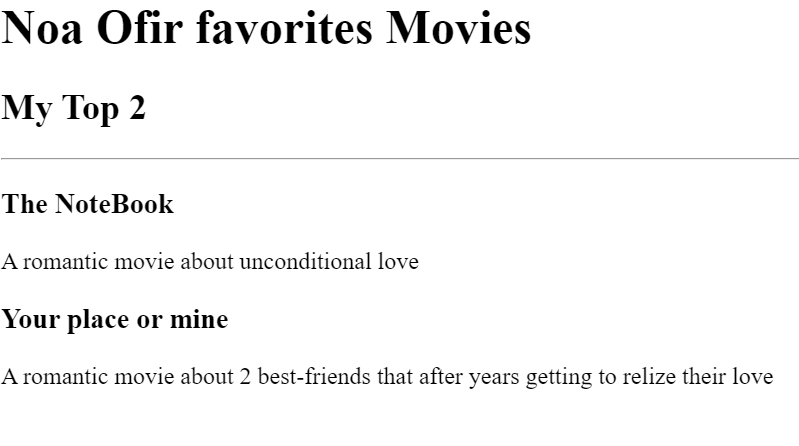 Noa Ofir favorites Movies
My Top 2
The NoteBook
A romantic movie about unconditional love
Your place or mine
A romantic movie about 2 best-friends that after years getting to relize their love